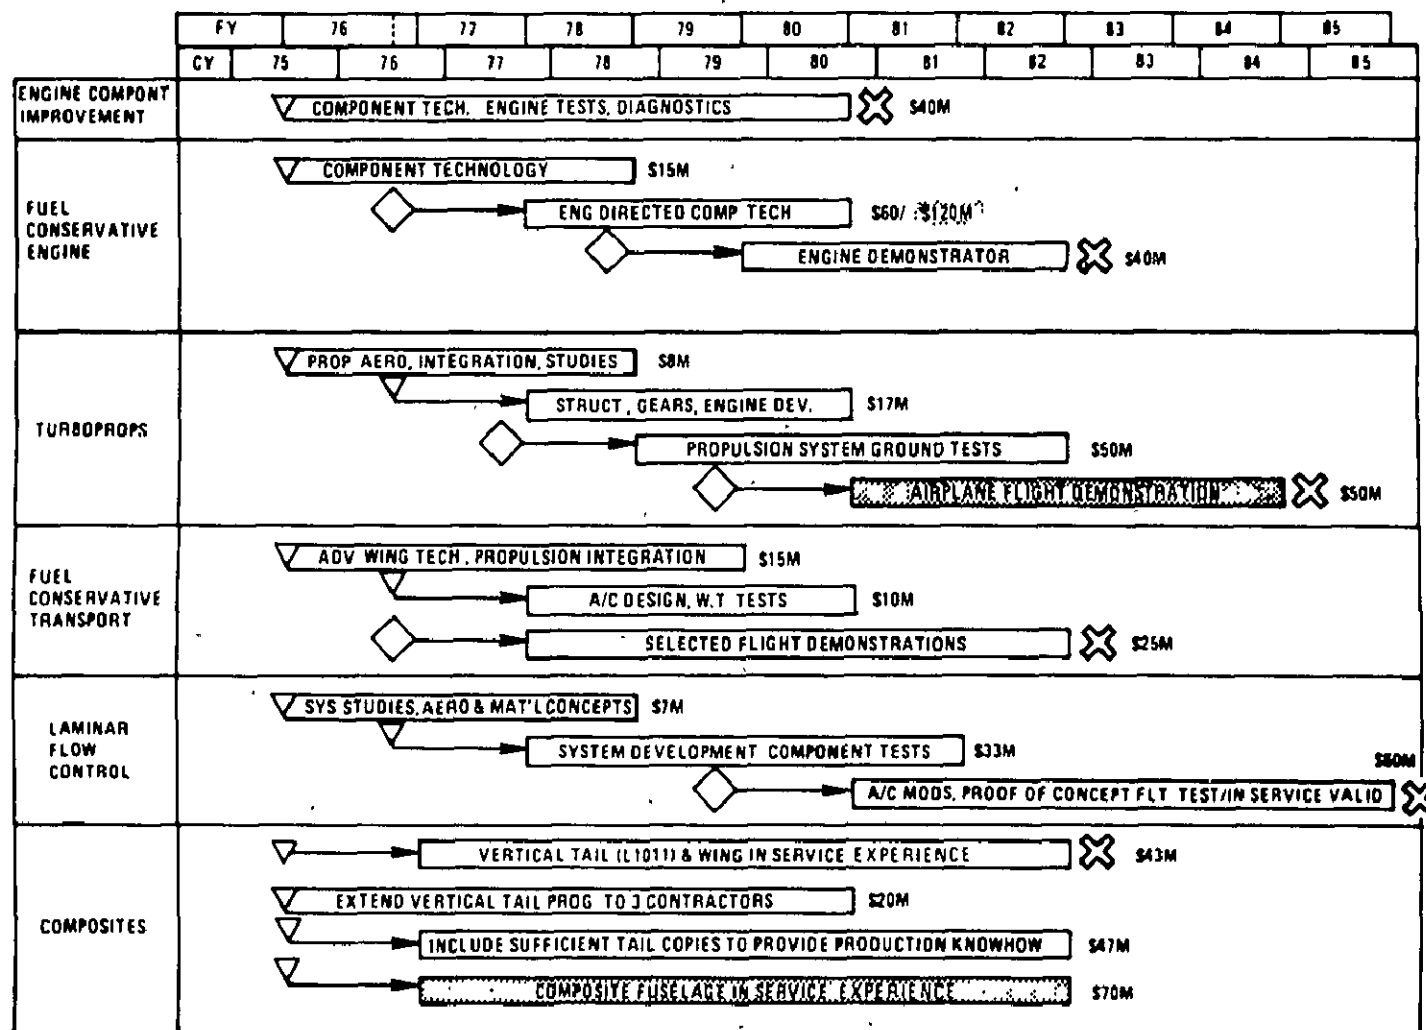 FY 76 77 78 79 80 81 82 83 84 85
CY 75 76 77 78 79 80 81 82 83 84 85
ENGINE COMPONT
IMPROVEMENT
COMPONENT TECH. ENGINE TESTS, DIAGNOSTICS $40M
FUEL
CONSERVATIVE
ENGINE
COMPONENT TECHNOLOGY $15M
ENG DIRECTED COMP TECH $60/ $120M
ENGINE DEMONSTRATOR $40M
TURBOPROPS
PROP AERO, INTEGRATION, STUDIES $8M
STRUCT, GEARS, ENGINE DEV. $17M
PROPULSION SYSTEM GROUND TESTS $50M
AIRPLANE FLIGHT DEMONSTRATION $50M
FUEL
CONSERVATIVE
TRANSPORT
ADV WING TECH, PROPULSION INTEGRATION $15M
A/C DESIGN, W.T TESTS $10M
SELECTED FLIGHT DEMONSTRATIONS $25M
LAMINAR
FLOW
CONTROL
SYS STUDIES, AERO & MAT'L CONCEPTS $7M
SYSTEM DEVELOPMENT COMPONENT TESTS $33M
A/C MODS, PROOF OF CONCEPT FLT TEST/IN SERVICE VALID
COMPOSITES
VERTICAL TAIL (L1011) & WING IN SERVICE EXPERIENCE $43M
EXTEND VERTICAL TAIL PROG TO 3 CONTRACTORS $20M
INCLUDE SUFFICIENT TAIL COPIES TO PROVIDE PRODUCTION KNOWHOW $47M
COMPOSITE FUSELAGE IN SERVICE EXPERIENCE $70M